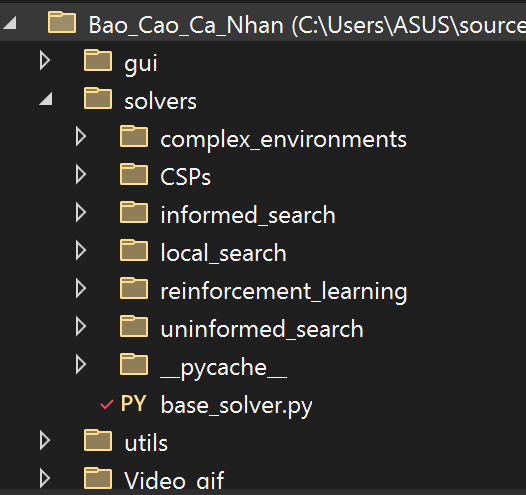 Bao_Cao_Ca_Nhan (C:\Users\ASUS\source
gui
solvers
complex_environments
CSPs
informed_search
local_search
reinforcement_learning
uninformed_search
__pycache__
PY base_solver.py
utils
Video_gif